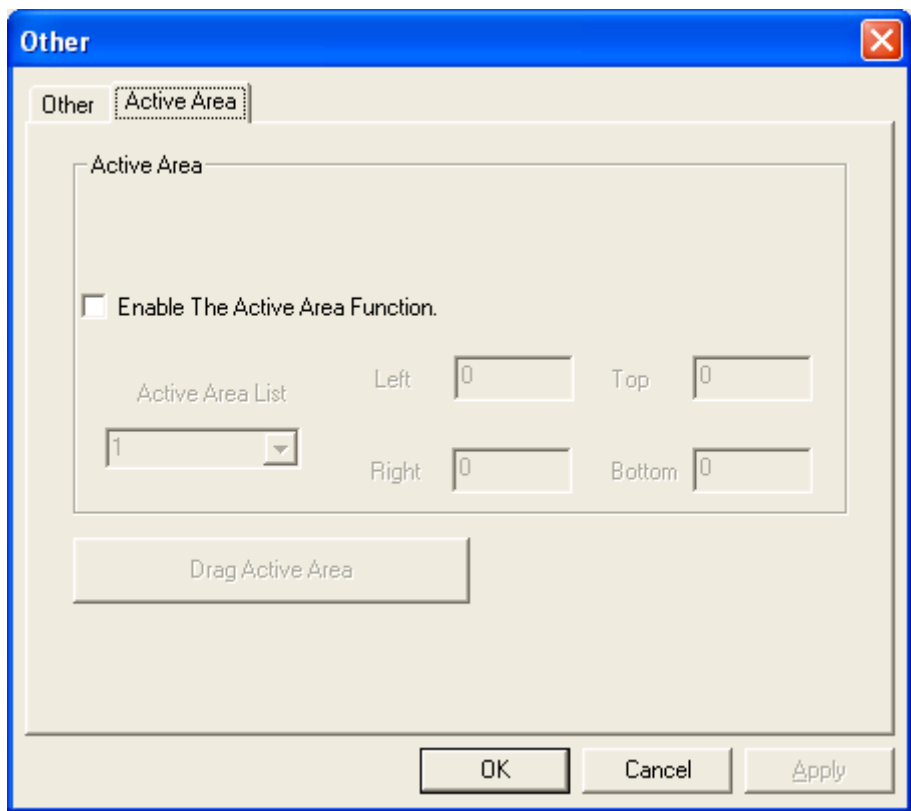 Other
Other Active Area
Active Area
Enable The Active Area Function.
Active Area List
1
Left 0 Top 0
Right 0 Bottom 0
Drag Active Area
OK Cancel Apply